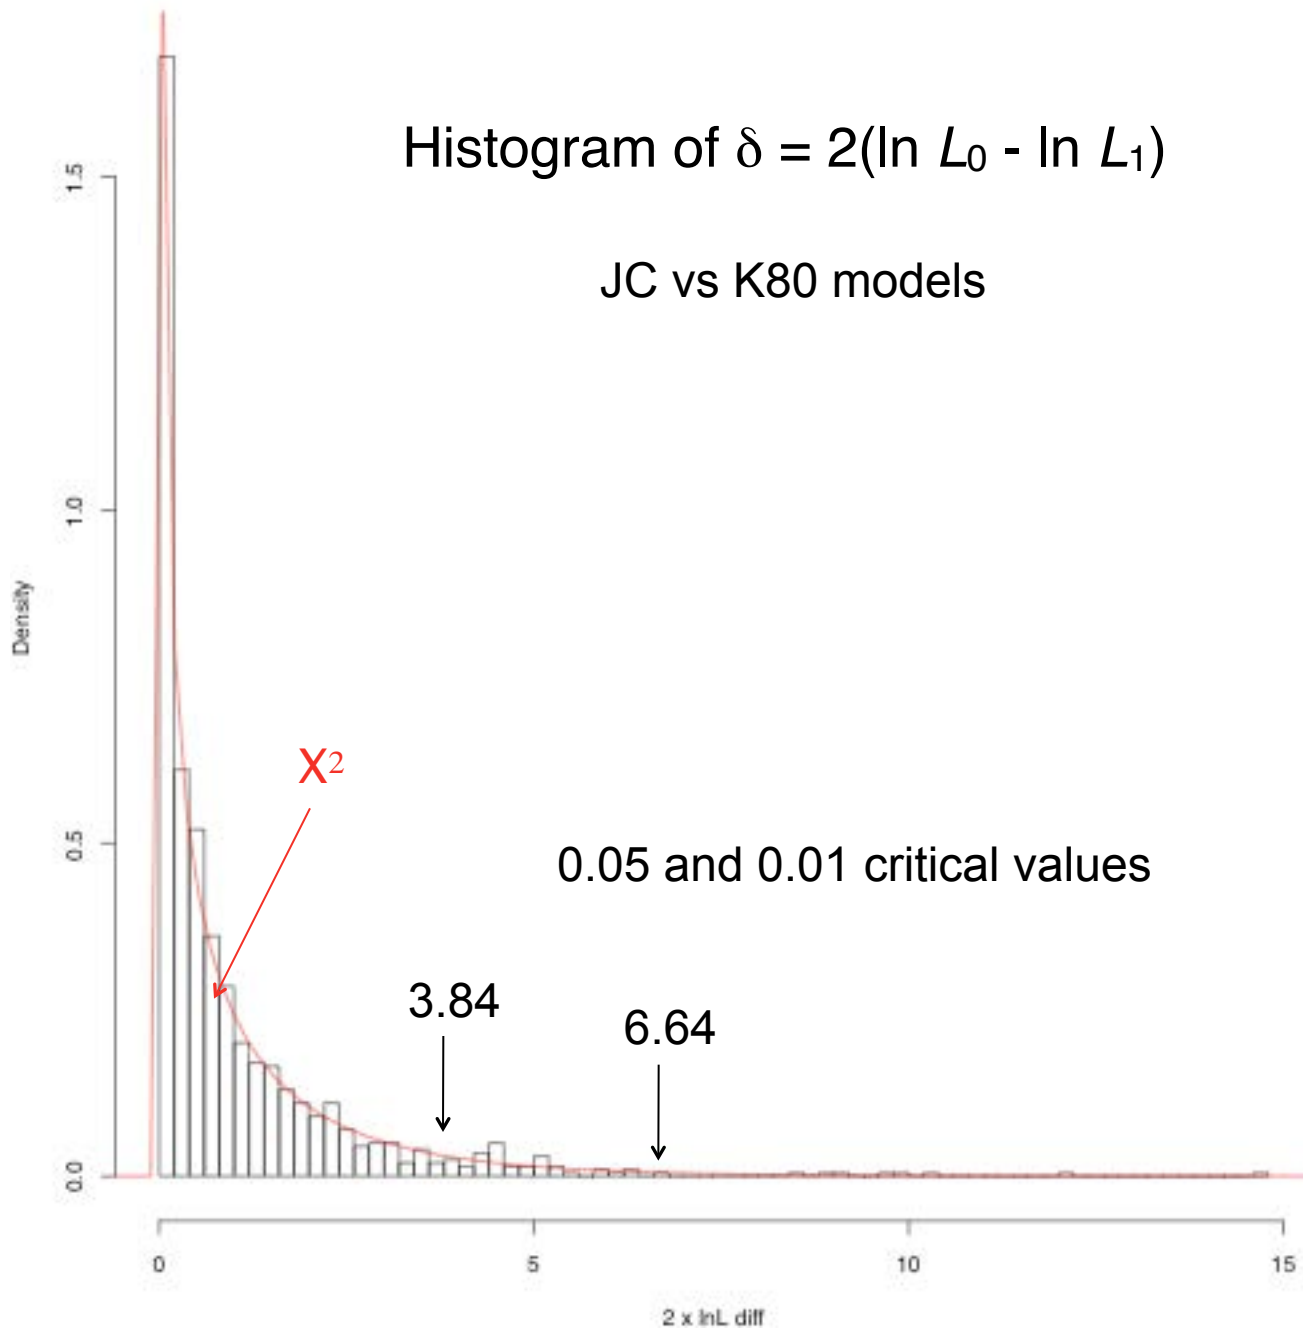 Histogram of δ = 2(ln L0 - ln L1)
JC vs K80 models
1.5
1.0
0.5
0.0
Density
X2
0.05 and 0.01 critical values
3.84
6.64
0
5
10
15
2 x lnL diff